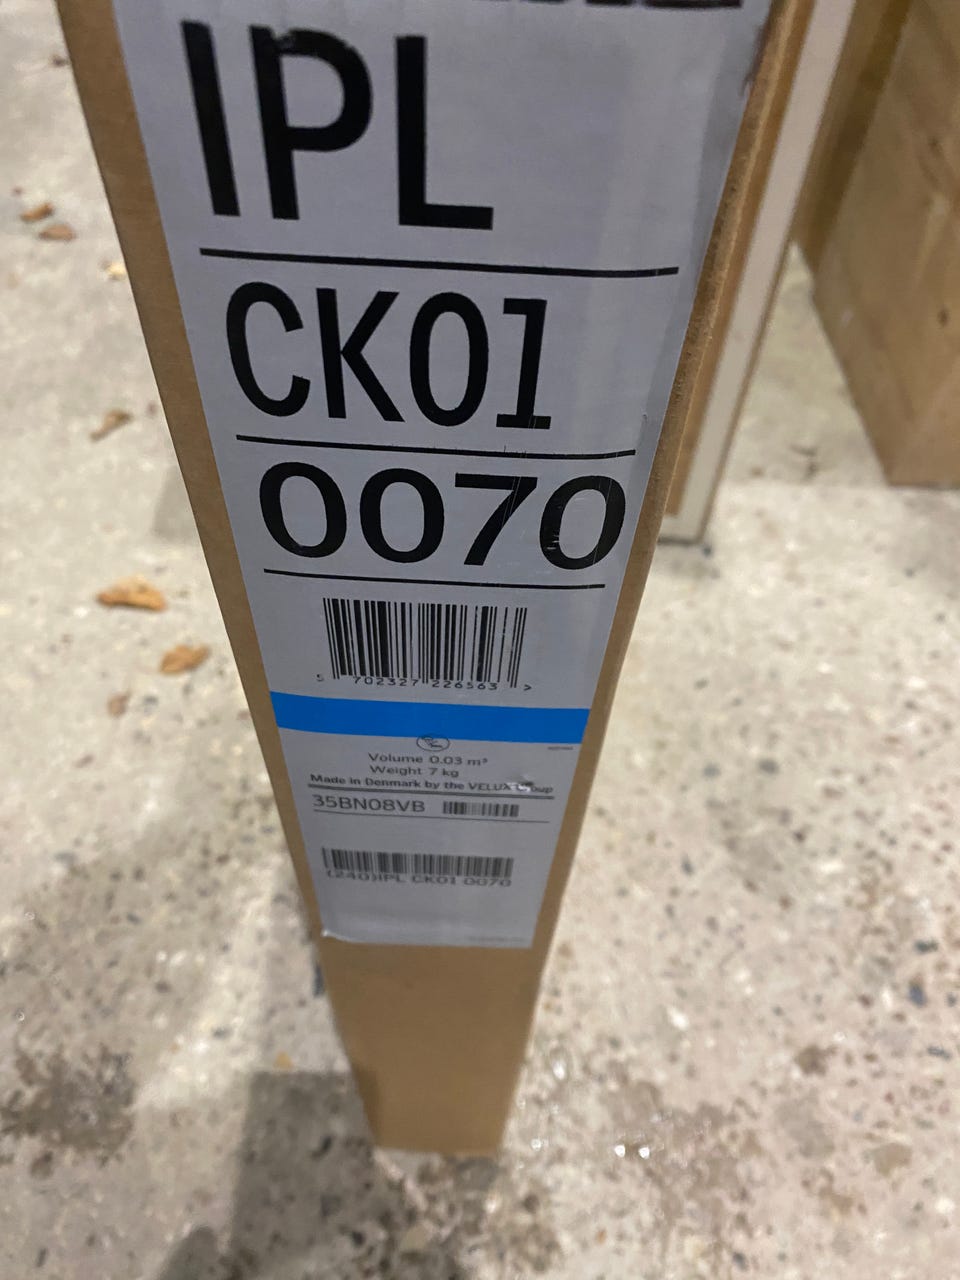 IPL
CK01
0070
5 702327 226563 >
Volume 0.03 m³
Weight 7 kg
Made in Denmark by the VELUX Group
35BN08VB
(240)IPL CK01 0070